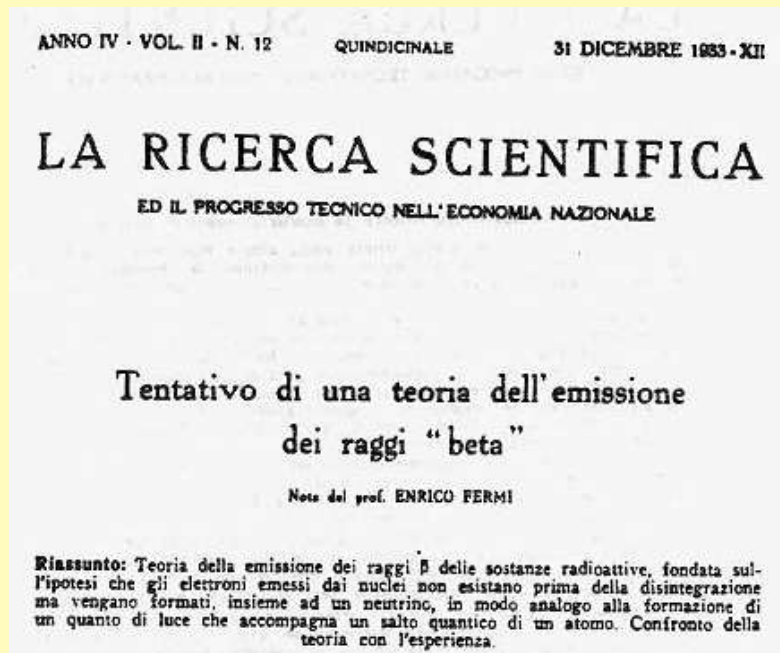 ANNO IV - VOL. II - N. 12 QUINDICINALE 31 DICEMBRE 1933-XII
LA RICERCA SCIENTIFICA
ED IL PROGRESSO TECNICO NELL'ECONOMIA NAZIONALE
Tentativo di una teoria dell'emissione
dei raggi "beta"
Nota del prof. ENRICO FERMI
Riassunto: Teoria della emissione dei raggi β delle sostanze radioattive, fondata sul-
l'ipotesi che gli elettroni emessi dai nuclei non esistano prima della disintegrazione
ma vengano formati, insieme ad un neutrino, in modo analogo alla formazione di
un quanto di luce che accompagna un salto quantico di un atomo. Confronto della
teoria con l'esperienza.